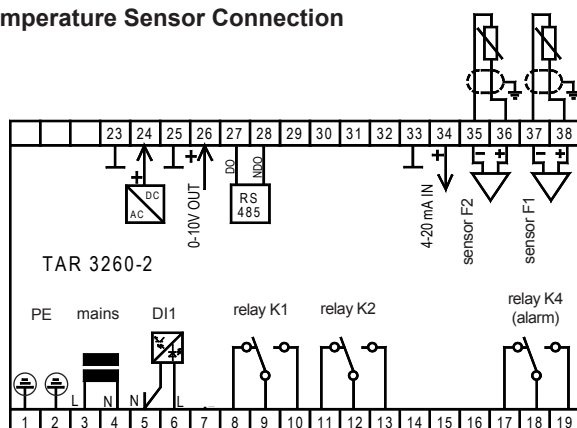 mperature Sensor Connection
23 24 25 26 27 28 29 30 31 32 33 34 35 36 37 38
+ + + - + - +
DO NDO
AC DC
0-10V OUT
RS
485
4-20 mA IN
sensor F2
sensor F1
TAR 3260-2
PE mains DI1 relay K1 relay K2 relay K4
(alarm)
L N N L
1 2 3 4 5 6 7 8 9 10 11 12 13 14 15 16 17 18 19